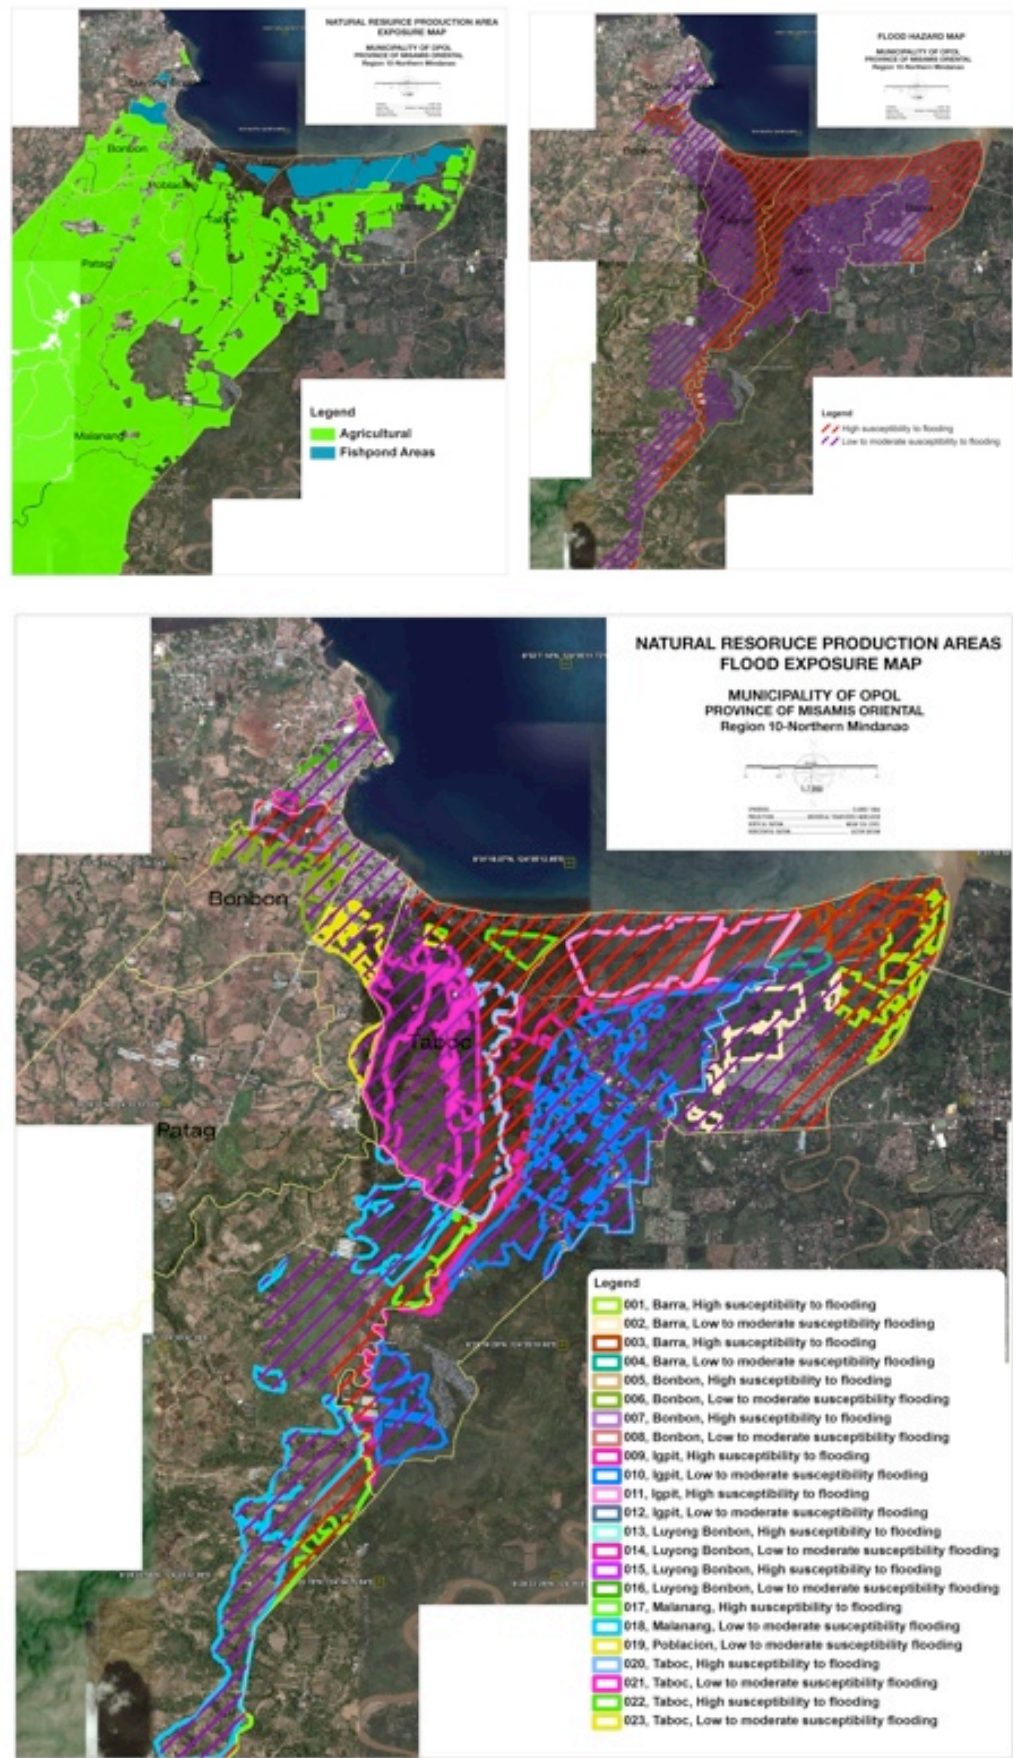 NATURAL RESIURCE PRODUCTION AREA
EXPOSURE MAP
MUNICIPALITY OF OPOL
PROVINCE OF MISAMIS ORIENTAL
Region 10-Northern Mindanao
Bonbon
Poblacion
Taboc
Barra
Igpit
Patag
Malanang
Legend
Agricultural
Fishpond Areas
FLOOD HAZARD MAP
MUNICIPALITY OF OPOL
PROVINCE OF MISAMIS ORIENTAL
Region 10-Northern Mindanao
Bonbon
Taboc
Barra
Igpit
Legend
High susceptibility to flooding
Low to moderate susceptibility to flooding
NATURAL RESORUCE PRODUCTION AREAS
FLOOD EXPOSURE MAP
MUNICIPALITY OF OPOL
PROVINCE OF MISAMIS ORIENTAL
Region 10-Northern Mindanao
Bonbon
Taboc
Patag
Legend
001, Barra, High susceptibility to flooding
002, Barra, Low to moderate susceptibility flooding
003, Barra, High susceptibility to flooding
004, Barra, Low to moderate susceptibility flooding
005, Bonbon, High susceptibility to flooding
006, Bonbon, Low to moderate susceptibility flooding
007, Bonbon, High susceptibility to flooding
008, Bonbon, Low to moderate susceptibility flooding
009, Igpit, High susceptibility to flooding
010, Igpit, Low to moderate susceptibility flooding
011, Igpit, High susceptibility to flooding
012, Igpit, Low to moderate susceptibility flooding
013, Luyong Bonbon, High susceptibility to flooding
014, Luyong Bonbon, Low to moderate susceptibility flooding
015, Luyong Bonbon, High susceptibility to flooding
016, Luyong Bonbon, Low to moderate susceptibility flooding
017, Malanang, High susceptibility to flooding
018, Malanang, Low to moderate susceptibility flooding
019, Poblacion, Low to moderate susceptibility flooding
020, Taboc, High susceptibility to flooding
021, Taboc, Low to moderate susceptibility flooding
022, Taboc, High susceptibility to flooding
023, Taboc, Low to moderate susceptibility flooding